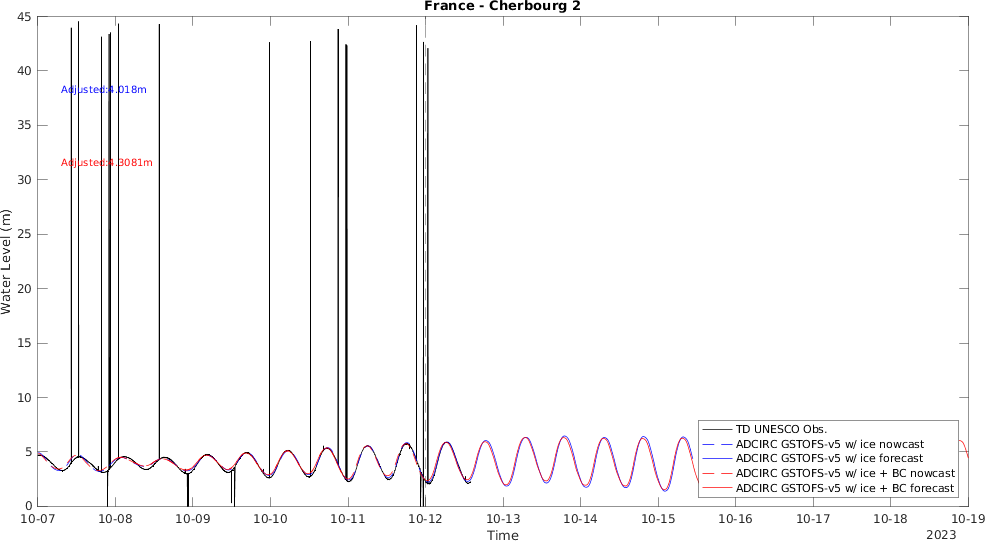 France - Cherbourg 2
45
40
35
30
25
20
15
10
5
0
Water Level (m)
Adjusted:4.018m
Adjusted:4.3081m
TD UNESCO Obs.
ADCIRC GSTOFS-v5 w/ ice nowcast
ADCIRC GSTOFS-v5 w/ ice forecast
ADCIRC GSTOFS-v5 w/ ice + BC nowcast
ADCIRC GSTOFS-v5 w/ ice + BC forecast
10-07 10-08 10-09 10-10 10-11 10-12 10-13 10-14 10-15 10-16 10-17 10-18 10-19
Time
2023